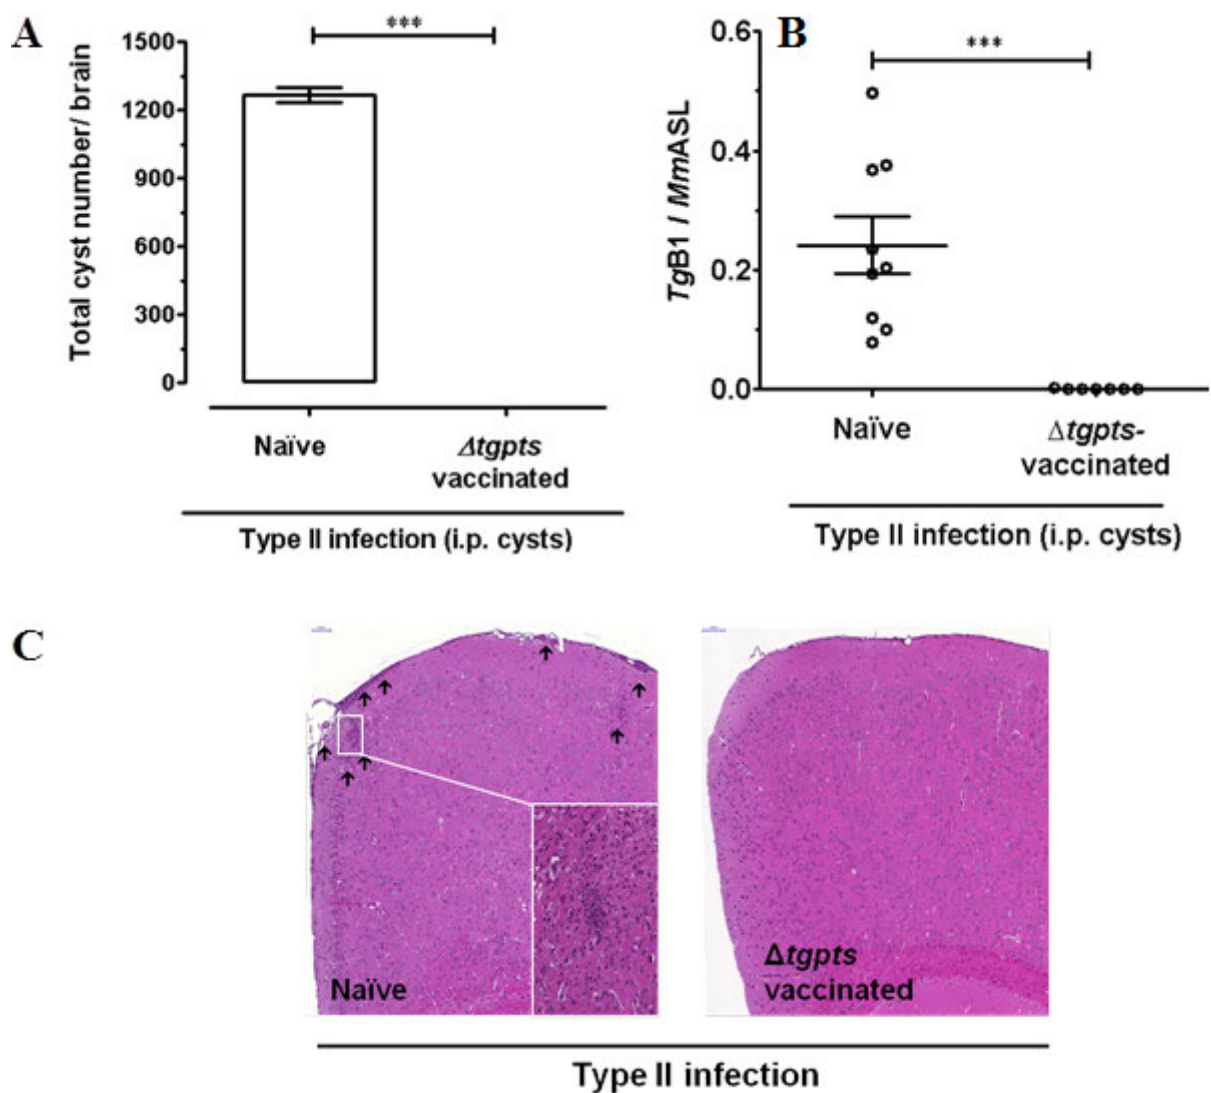 A
***
1500
1200
900
600
300
0
Total cyst number/ brain
Naïve
Δtgpts
vaccinated
Type II infection (i.p. cysts)
B
***
0.6
0.4
0.2
0.0
TgB1 / MmASL
Naïve
Δtgpts-
vaccinated
Type II infection (i.p. cysts)
C
Naïve
Δtgpts
vaccinated
Type II infection